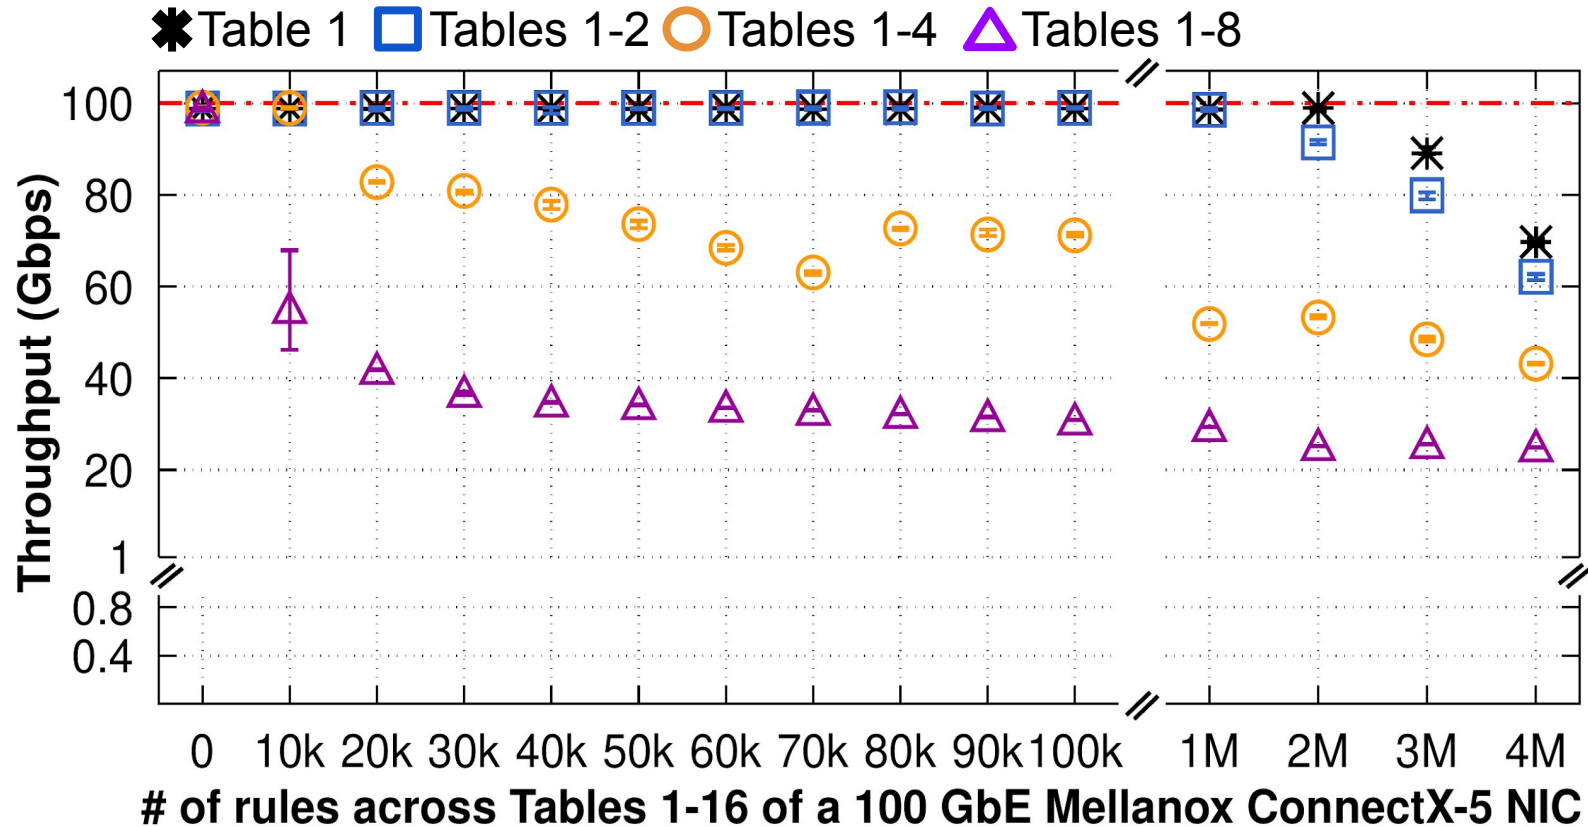 Table 1 Tables 1-2 Tables 1-4 Tables 1-8
Throughput (Gbps)
100
80
60
40
20
1
0.8
0.4
0 10k 20k 30k 40k 50k 60k 70k 80k 90k 100k 1M 2M 3M 4M
# of rules across Tables 1-16 of a 100 GbE Mellanox ConnectX-5 NIC